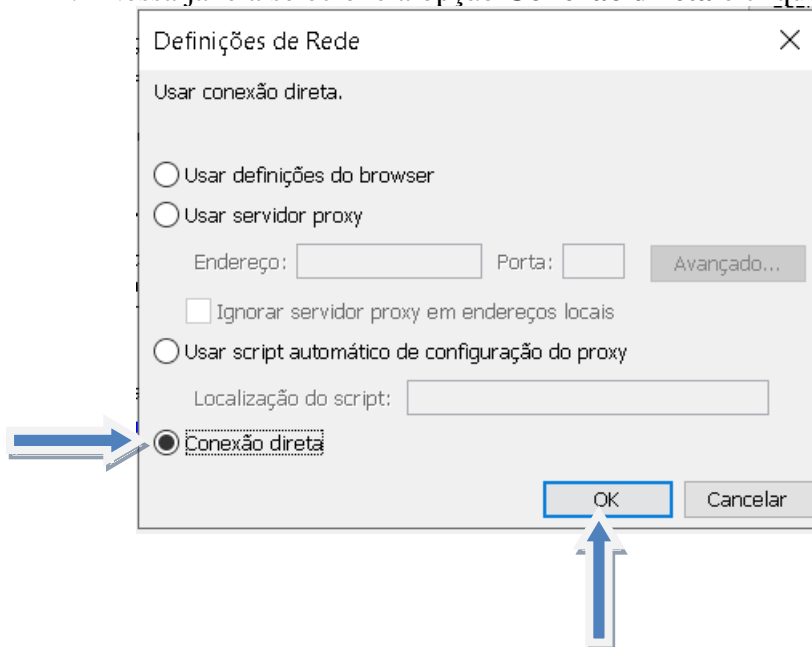 Definições de Rede
Usar conexão direta.
Usar definições do browser
Usar servidor proxy
Endereço: Porta: Avançado...
Ignorar servidor proxy em endereços locais
Usar script automático de configuração do proxy
Localização do script:
Conexão direta
OK Cancelar